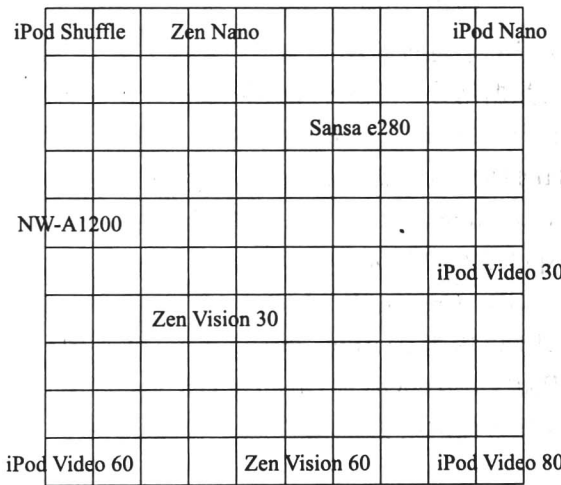 iPod Shuffle Zen Nano iPod Nano
Sansa e280
NW-A1200
iPod Video 30
Zen Vision 30
iPod Video 60 Zen Vision 60 iPod Video 80